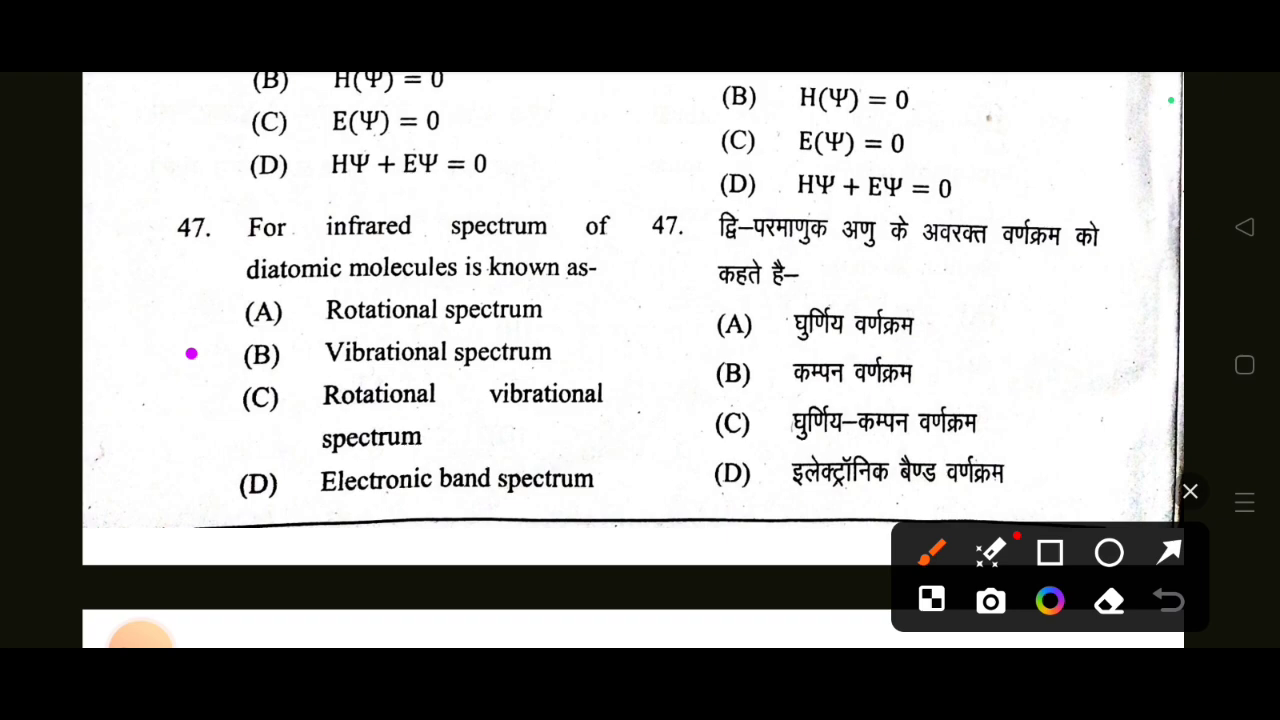 (B) H(Ψ) = 0
(C) E(Ψ) = 0
(D) HΨ + EΨ = 0
47. For infrared spectrum of
diatomic molecules is known as-
(A) Rotational spectrum
(B) Vibrational spectrum
(C) Rotational vibrational
spectrum
(D) Electronic band spectrum
(B) H(Ψ) = 0
(C) E(Ψ) = 0
(D) HΨ + EΨ = 0
47. द्वि–परमाणुक अणु के अवरक्त वर्णक्रम को
कहते है–
(A) घुर्णिय वर्णक्रम
(B) कम्पन वर्णक्रम
(C) घुर्णिय–कम्पन वर्णक्रम
(D) इलेक्ट्रॉनिक बैण्ड वर्णक्रम